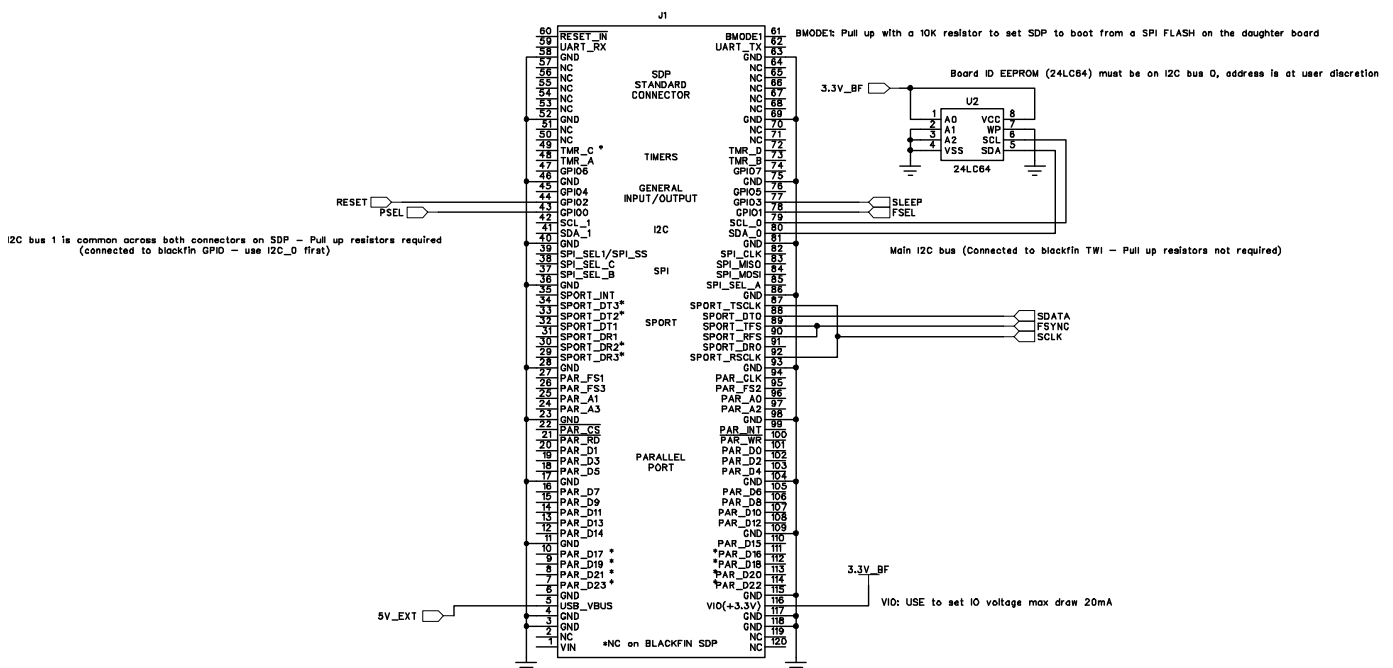 J1
60 RESET_IN BMODE1 61
BMODE1: Pull up with a 10K resistor to set SDP to boot from a SPI FLASH on the daughter board
59 UART_RX UART_TX 62
58 GND GND 63
57 NC NC 64
56 NC NC 65
55 NC NC 66
54 NC NC 67
53 NC NC 68
52 GND GND 69
51 NC NC 70
50 NC NC 71
49 TMR_C * TMR_D 72
48 TMR_A TMR_B 73
47 GPIO6 GPIO7 74
46 GND GND 75
45 GPIO4 GPIO5 76
44 GPIO2 GPIO3 77
43 GPIO0 GPIO1 78
42 SCL_1 SCL_0 79
41 SDA_1 SDA_0 80
40 GND GND 81
39 SPI_SEL1/SPI_SS SPI_CLK 82
38 SPI_SEL_C SPI_MISO 83
37 SPI_SEL_B SPI_MOSI 84
36 GND SPI_SEL_A 85
35 SPORT_INT GND 86
34 SPORT_DT3* SPORT_TSCLK 87
33 SPORT_DT2* SPORT_DT0 88
32 SPORT_DT1 SPORT_TFS 89
31 SPORT_DR1 SPORT_RFS 90
30 SPORT_DR2* SPORT_DR0 91
29 SPORT_DR3* SPORT_RSCLK 92
28 GND GND 93
27 PAR_FS1 PAR_CLK 94
26 PAR_FS3 PAR_FS2 95
25 PAR_A1 PAR_A0 96
24 PAR_A3 PAR_A2 97
23 GND GND 98
22 PAR_CS PAR_INT 99
21 PAR_RD PAR_WR 100
20 PAR_D1 PAR_D0 101
19 PAR_D3 PAR_D2 102
18 PAR_D5 PAR_D4 103
17 GND GND 104
16 PAR_D7 PAR_D6 105
15 PAR_D9 PAR_D8 106
14 PAR_D11 PAR_D10 107
13 PAR_D13 PAR_D12 108
12 PAR_D14 GND 109
11 GND PAR_D15 110
10 PAR_D17 * *PAR_D16 111
9 PAR_D19 * *PAR_D18 112
8 PAR_D21 * *PAR_D20 113
7 PAR_D23 * *PAR_D22 114
6 GND GND 115
5 USB_VBUS VIO(+3.3V) 116
4 GND GND 117
3 GND GND 118
2 NC NC 119
1 VIN NC 120
*NC on BLACKFIN SDP
SDP
STANDARD
CONNECTOR
TIMERS
GENERAL
INPUT/OUTPUT
I2C
SPI
SPORT
PARALLEL
PORT
RESET
PSEL
I2C bus 1 is common across both connectors on SDP – Pull up resistors required
(connected to blackfin GPIO – use I2C_0 first)
5V_EXT
Board ID EEPROM (24LC64) must be on I2C bus 0, address is at user discretion
3.3V_BF
U2
1 A0 VCC 8
2 A1 WP 7
3 A2 SCL 6
4 VSS SDA 5
24LC64
SLEEP
FSEL
Main I2C bus (Connected to blackfin TWI – Pull up resistors not required)
SDATA
FSYNC
SCLK
3.3V_BF
VIO: USE to set IO voltage max draw 20mA